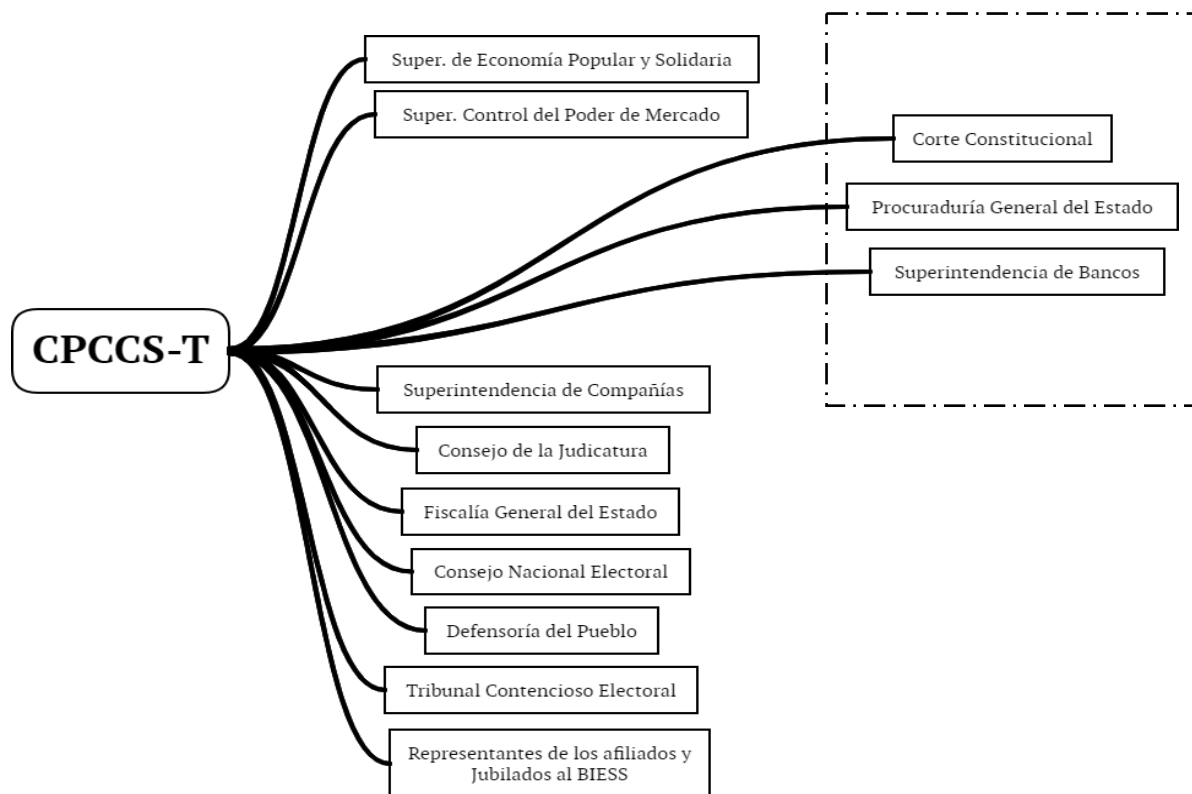 Super. de Economía Popular y Solidaria
Super. Control del Poder de Mercado
Corte Constitucional
Procuraduría General del Estado
Superintendencia de Bancos
CPCCS-T
Superintendencia de Compañías
Consejo de la Judicatura
Fiscalía General del Estado
Consejo Nacional Electoral
Defensoría del Pueblo
Tribunal Contencioso Electoral
Representantes de los afiliados y
Jubilados al BIESS